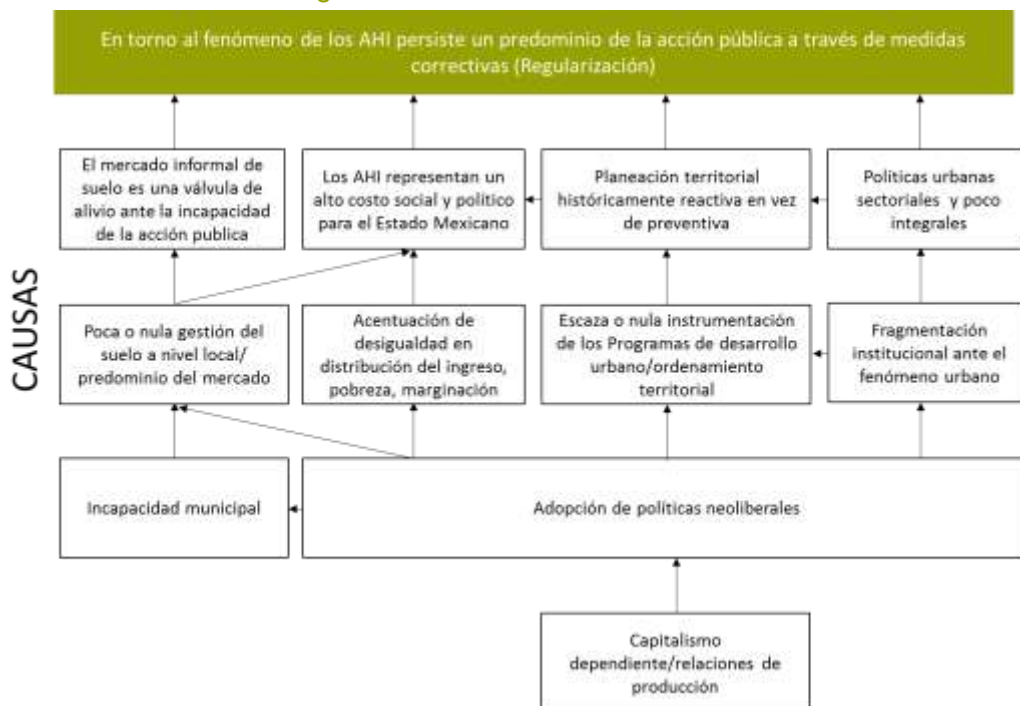 En torno al fenómeno de los AHI persiste un predominio de la acción pública a través de medidas
correctivas (Regularización)
El mercado informal de
suelo es una válvula de
alivio ante la incapacidad
de la acción publica
Los AHI representan un
alto costo social y político
para el Estado Mexicano
Planeación territorial
históricamente reactiva en vez
de preventiva
Políticas urbanas
sectoriales y poco
integrales
CAUSAS
Poca o nula gestión del
suelo a nivel local/
predominio del mercado
Acentuación de
desigualdad en
distribución del ingreso,
pobreza, marginación
Escaza o nula instrumentación
de los Programas de desarrollo
urbano/ordenamiento
territorial
Fragmentación
institucional ante el
fenómeno urbano
Incapacidad municipal
Adopción de políticas neoliberales
Capitalismo
dependiente/relaciones de
producción